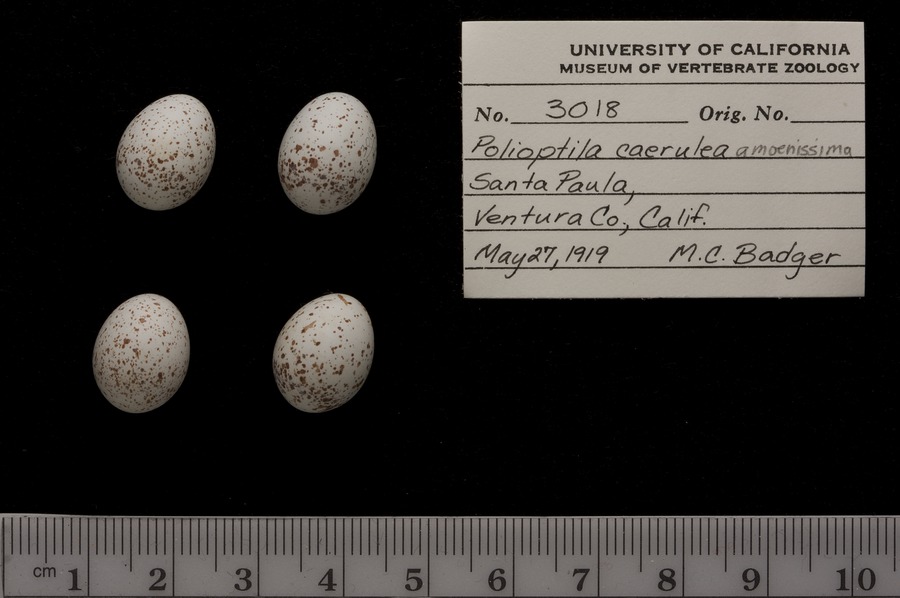 UNIVERSITY OF CALIFORNIA
MUSEUM OF VERTEBRATE ZOOLOGY
No. 3018 Orig. No.
Polioptila caerulea amoenissima
Santa Paula,
Ventura Co., Calif.
May 27, 1919 M.C. Badger
cm 1 2 3 4 5 6 7 8 9 10